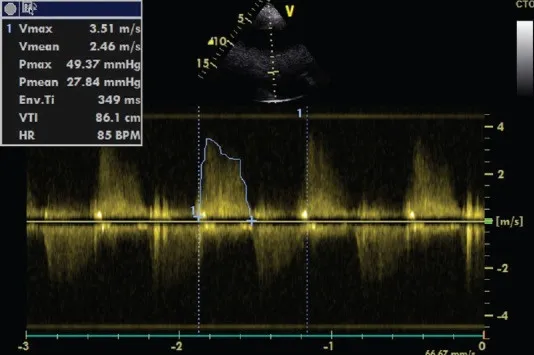 1 Vmax 3.51 m/s
Vmean 2.46 m/s
Pmax 49.37 mmHg
Pmean 27.84 mmHg
Env.Ti 349 ms
VTI 86.1 cm
HR 85 BPM
V
5
10
15
CTO
1
1
4
2
[m/s]
-2
-4
-3
-2
-1
0
66.67 mm/s